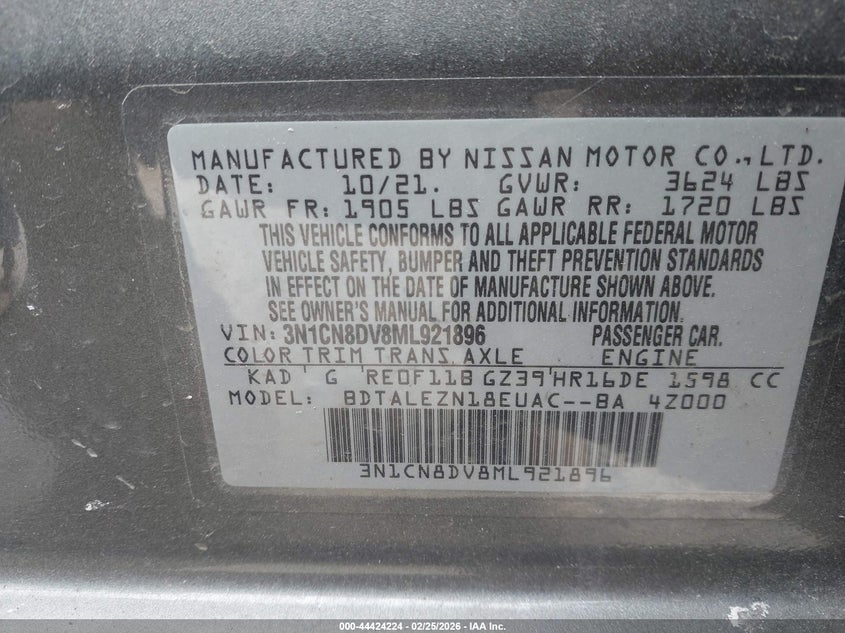 MANUFACTURED BY NISSAN MOTOR CO., LTD.
DATE: 10/21. GVWR: 3624 LBS
GAWR FR: 1905 LBS GAWR RR: 1720 LBS
THIS VEHICLE CONFORMS TO ALL APPLICABLE FEDERAL MOTOR
VEHICLE SAFETY, BUMPER AND THEFT PREVENTION STANDARDS
IN EFFECT ON THE DATE OF MANUFACTURE SHOWN ABOVE.
SEE OWNER'S MANUAL FOR ADDITIONAL INFORMATION.
VIN: 3N1CN8DV8ML921896 PASSENGER CAR.
COLOR TRIM TRANS. AXLE ENGINE
KAD G RE0F11B GZ39 HR16DE 1598 CC
MODEL: BDTALEZN18EUAC--BA 4Z000
3N1CN8DV8ML921896
000-44424224 - 02/25/2026 - IAA Inc.